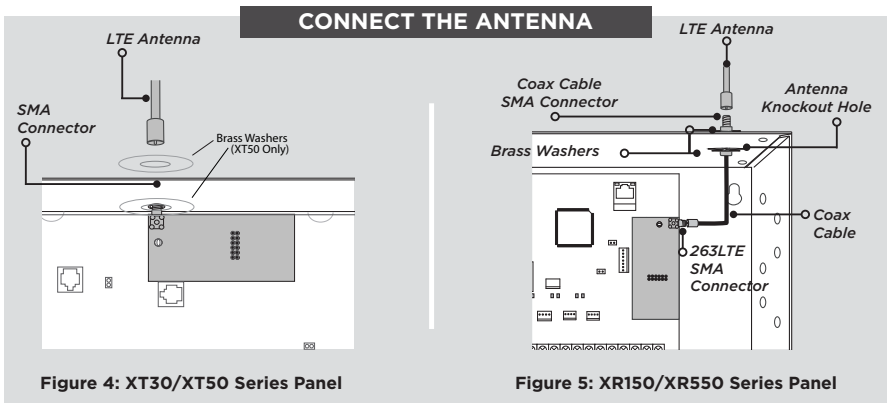 CONNECT THE ANTENNA
LTE Antenna
SMA
Connector
Brass Washers
(XT50 Only)
Figure 4: XT30/XT50 Series Panel
LTE Antenna
Coax Cable
SMA Connector
Antenna
Knockout Hole
Brass Washers
Coax
Cable
263LTE
SMA
Connector
Figure 5: XR150/XR550 Series Panel